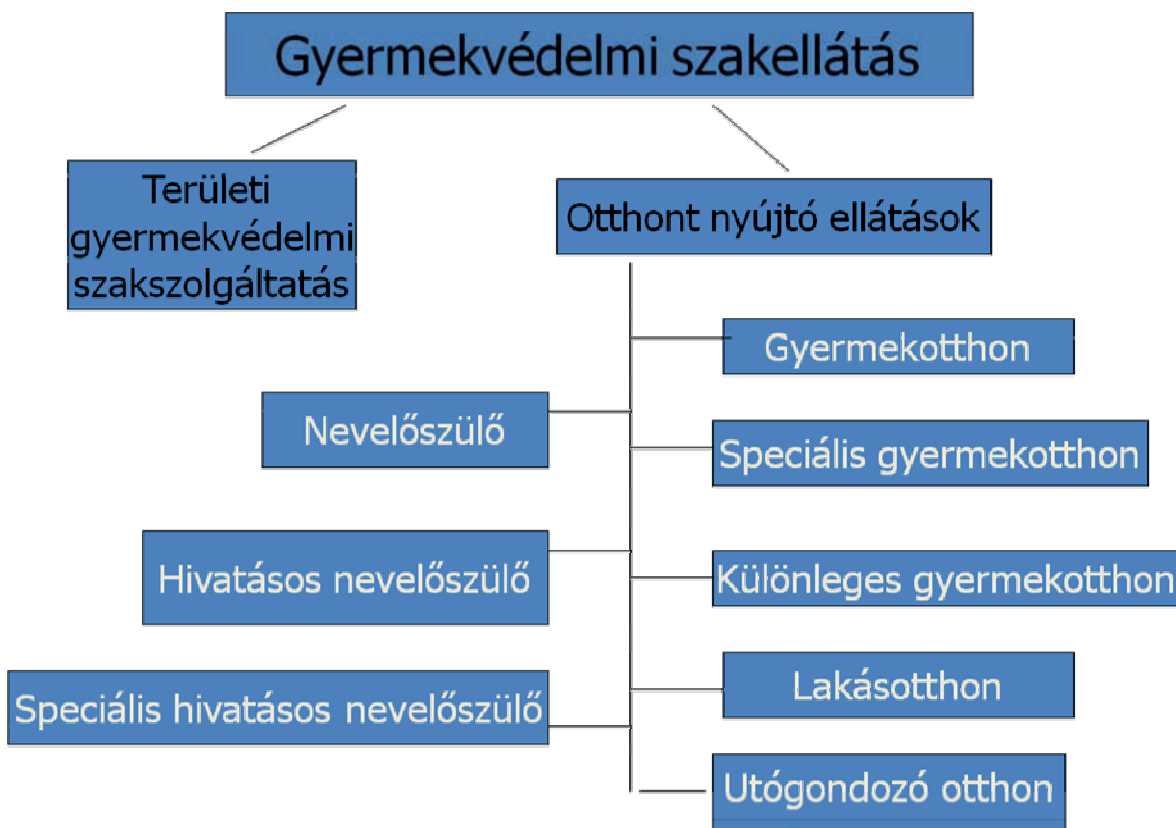 Gyermekvédelmi szakellátás
Területi
gyermekvédelmi
szakszolgáltatás
Otthont nyújtó ellátások
Gyermekotthon
Nevelőszülő
Speciális gyermekotthon
Hivatásos nevelőszülő
Különleges gyermekotthon
Speciális hivatásos nevelőszülő
Lakásotthon
Utógondozó otthon